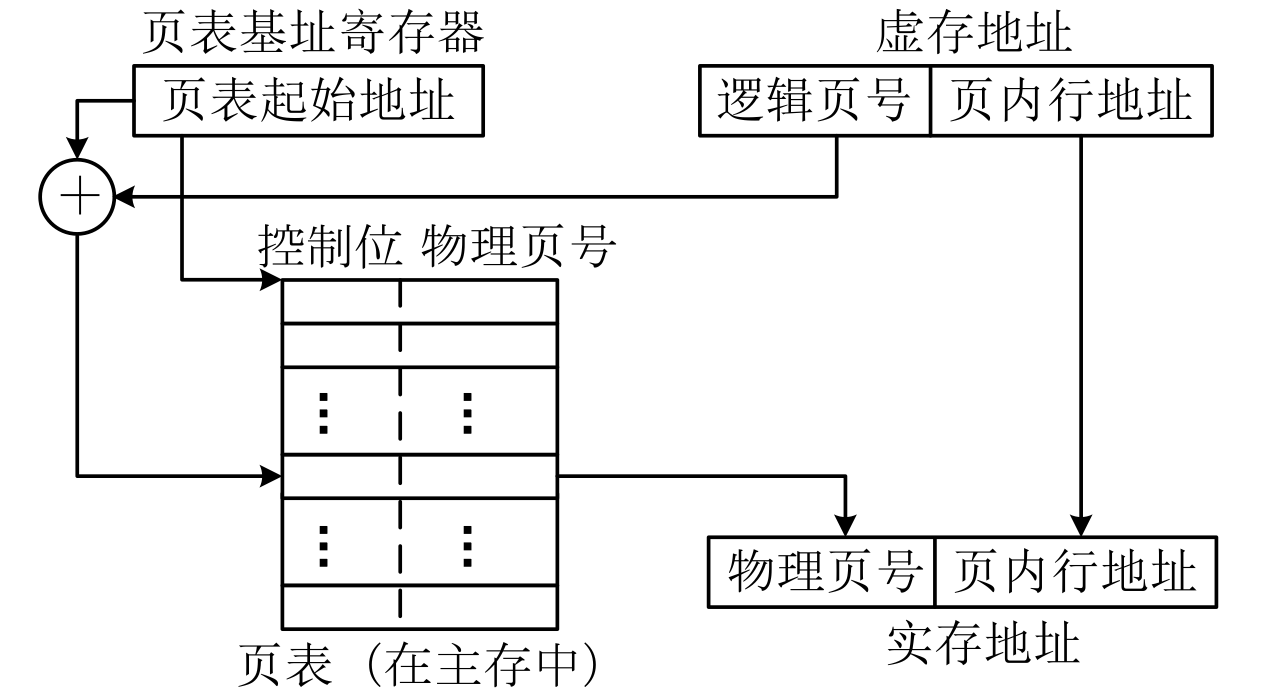 页表基址寄存器
虚存地址
页表起始地址
逻辑页号
页内行地址
控制位 物理页号
物理页号
页内行地址
实存地址
页表（在主存中）